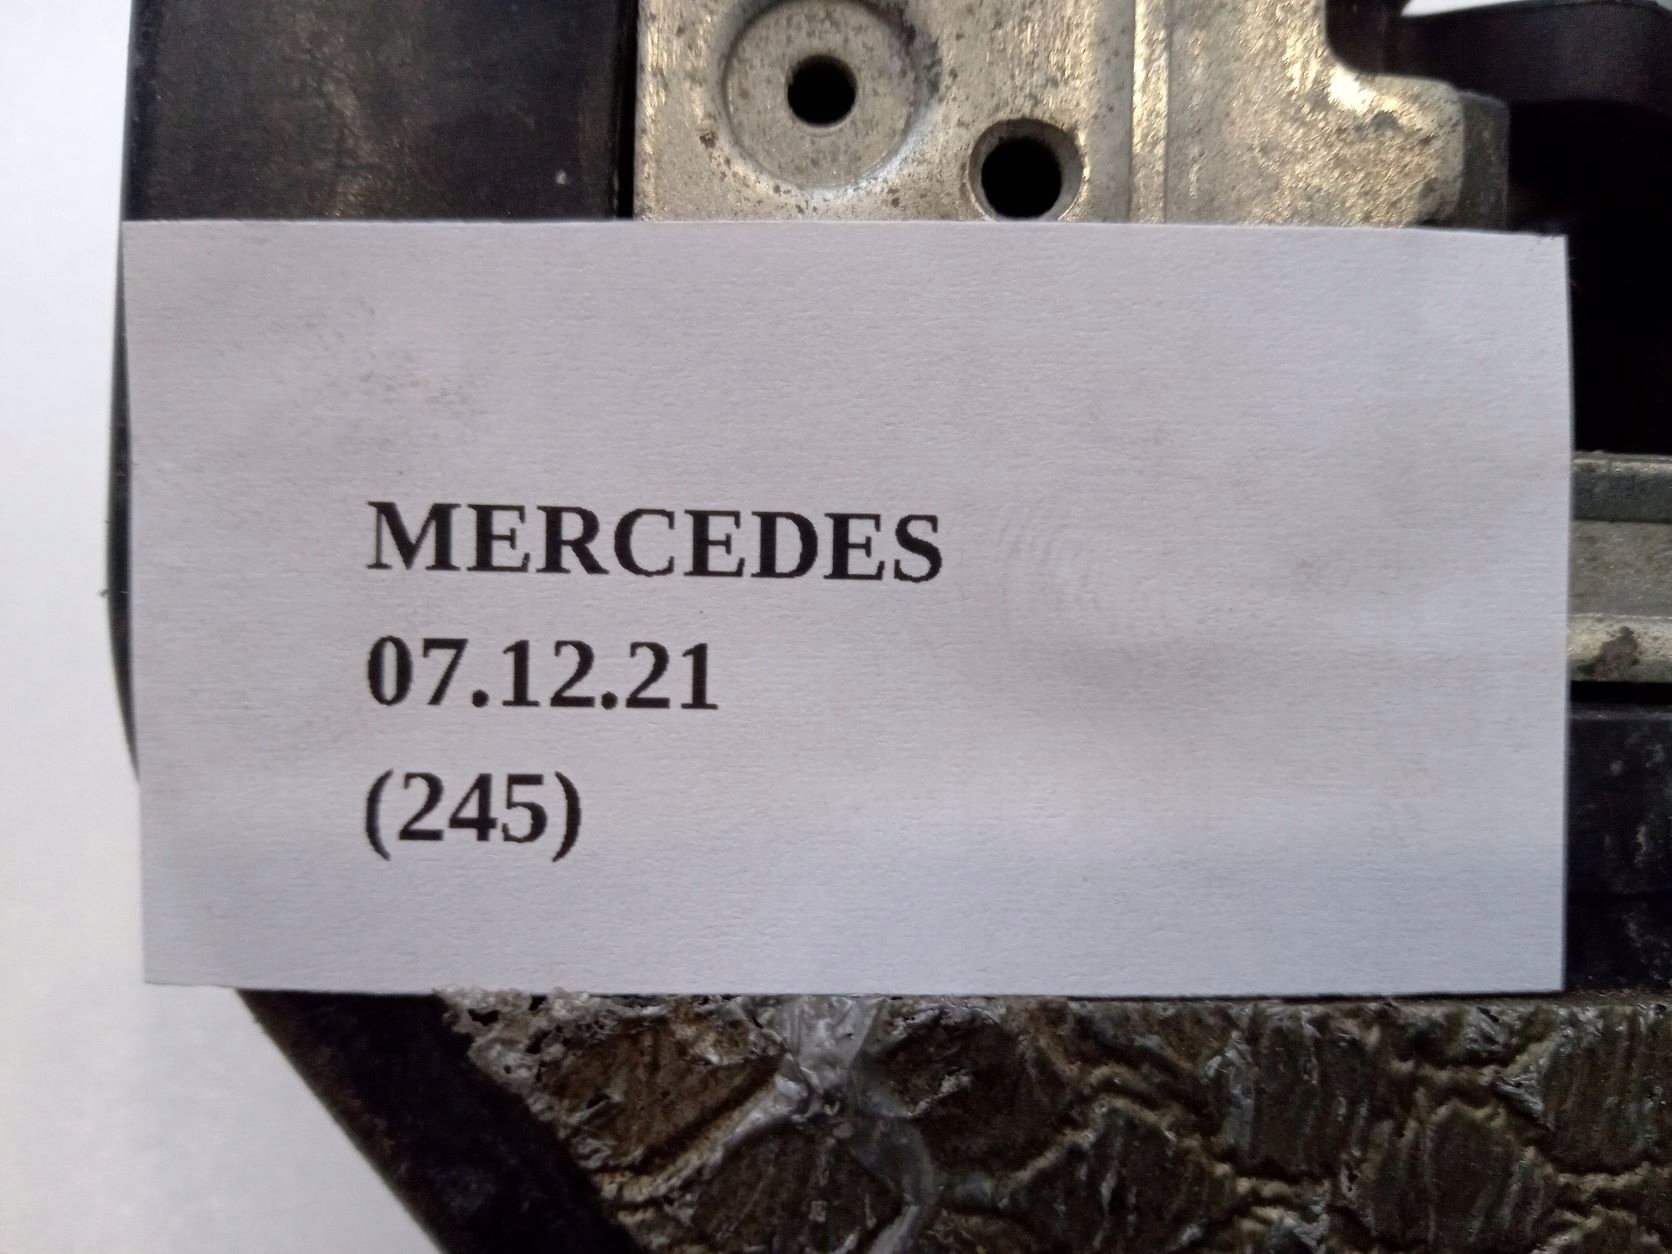 MERCEDES
07.12.21
(245)